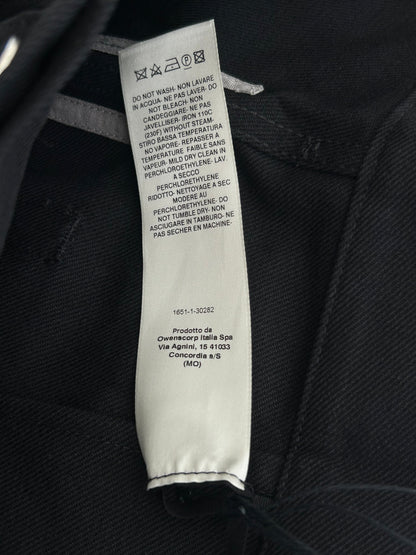 DO NOT WASH- NON LAVARE
IN ACQUA- NE PAS LAVER- DO
NOT BLEACH- NON
CANDEGGIARE- NE PAS
JAVELLISER- IRON 110C
(230F) WITHOUT STEAM-
STIRO BASSA TEMPERATURA
NO VAPORE- REPASSAGE
TEMPERATURE FAIBLE SANS
VAPEUR- MILD DRY CLEAN IN
PERCHLOROETHYLENE- LAV.
A SECCO
PERCHLORETHYLENE
RIDOTTO- NETTOYAGE A SEC
MODERE AU
PERCHLORETHYLENE- DO
NOT TUMBLE DRY- NON
ASCIUGARE IN TAMBURO- NE
PAS SECHER EN MACHINE-
1651-1-30282
Prodotto da
Owenscorp Italia Spa
Via Agnini, 15 41033
Concordia s/S
(MO)